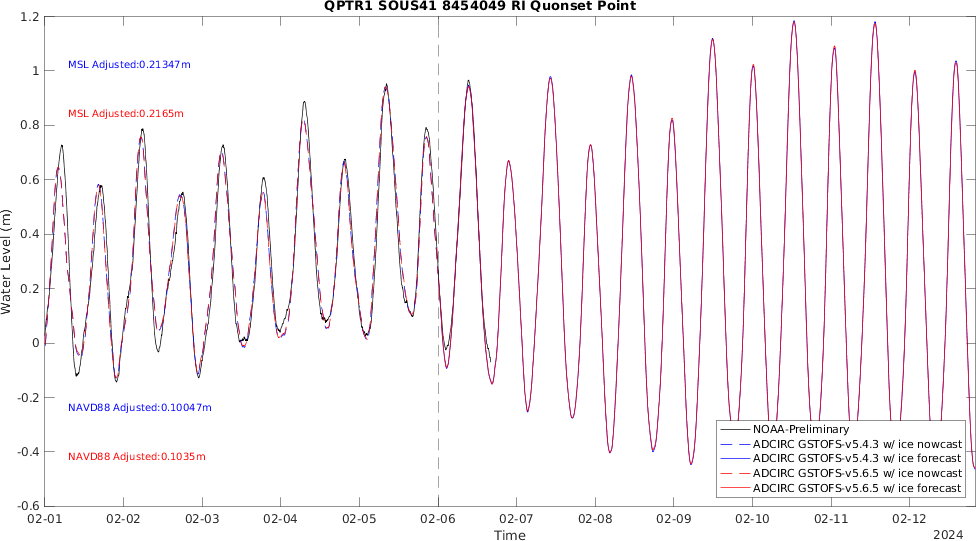 QPTR1 SOUS41 8454049 RI Quonset Point
1.2
1
0.8
0.6
0.4
0.2
0
-0.2
-0.4
-0.6
Water Level (m)
MSL Adjusted:0.21347m
MSL Adjusted:0.2165m
NAVD88 Adjusted:0.10047m
NAVD88 Adjusted:0.1035m
NOAA-Preliminary
ADCIRC GSTOFS-v5.4.3 w/ ice nowcast
ADCIRC GSTOFS-v5.4.3 w/ ice forecast
ADCIRC GSTOFS-v5.6.5 w/ ice nowcast
ADCIRC GSTOFS-v5.6.5 w/ ice forecast
02-01 02-02 02-03 02-04 02-05 02-06 02-07 02-08 02-09 02-10 02-11 02-12
Time
2024